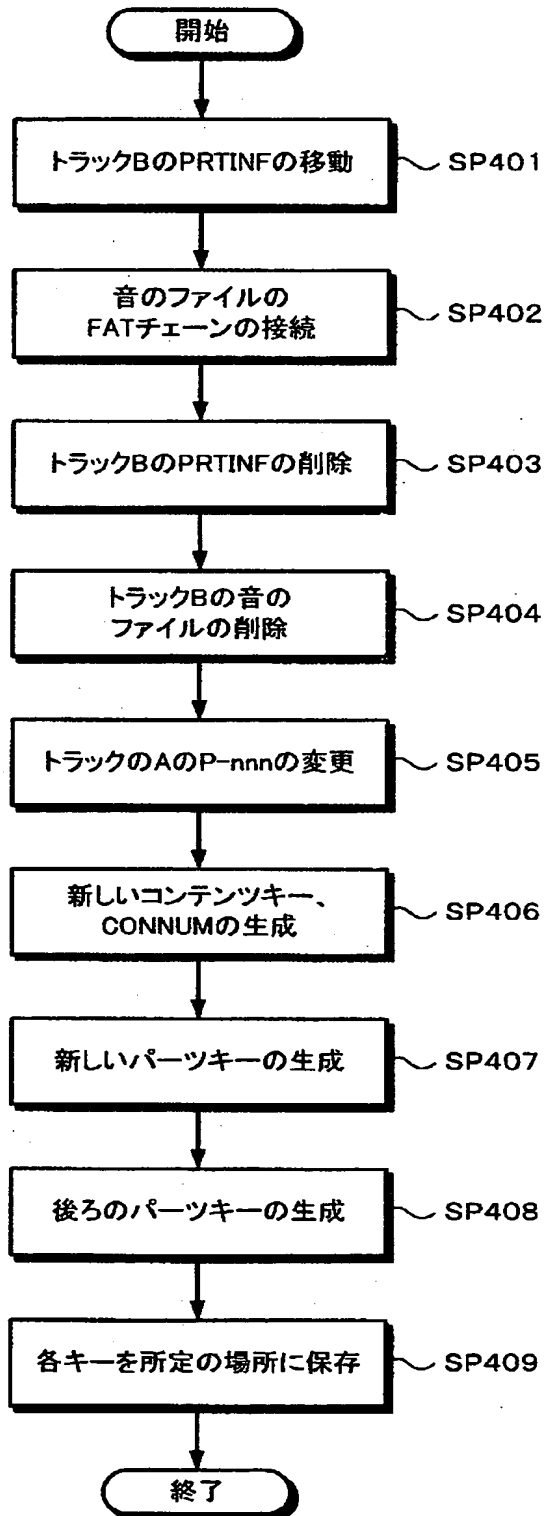 開始
トラックBのPRTINFの移動
SP401
音のファイルの
FATチェーンの接続
SP402
トラックBのPRTINFの削除
SP403
トラックBの音の
ファイルの削除
SP404
トラックのAのP-nnnの変更
SP405
新しいコンテンツキー、
CONNUMの生成
SP406
新しいパーツキーの生成
SP407
後ろのパーツキーの生成
SP408
各キーを所定の場所に保存
SP409
終了